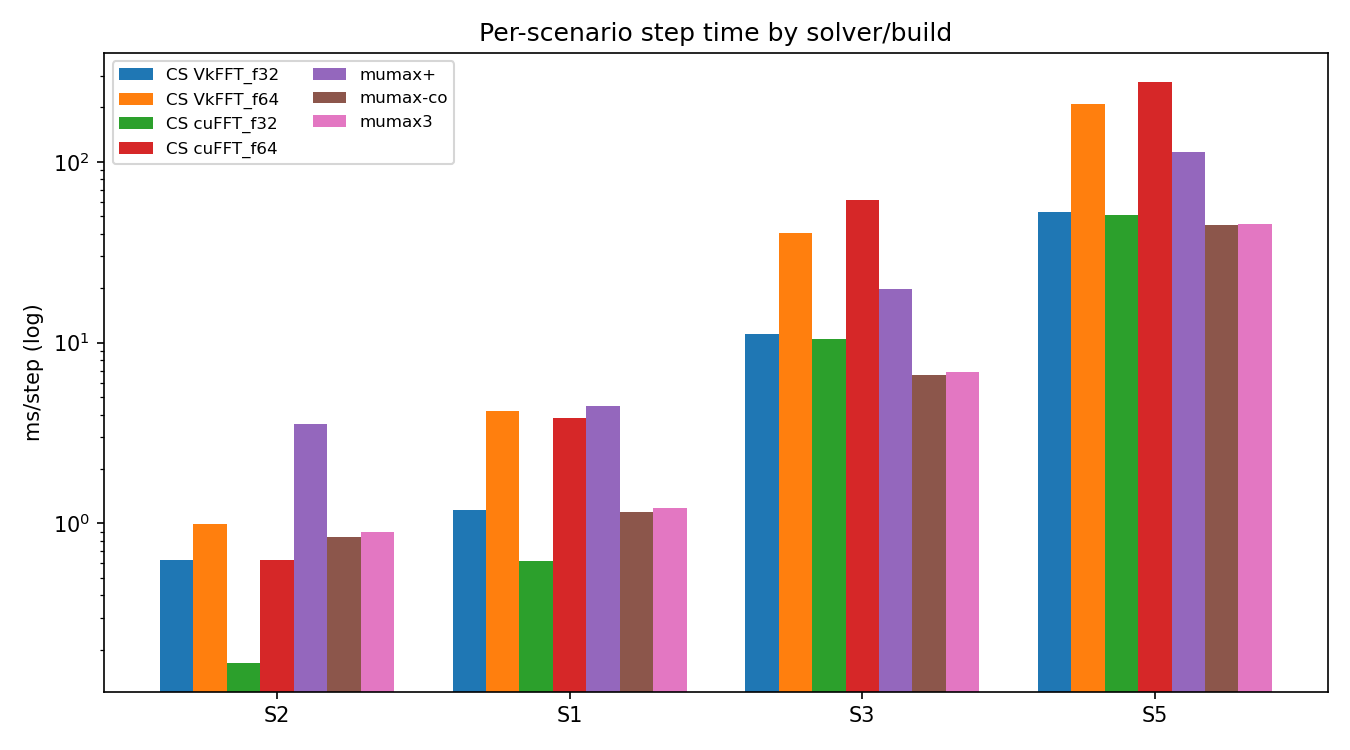 Per-scenario step time by solver/build
CS VkFFT_f32
CS VkFFT_f64
CS cuFFT_f32
CS cuFFT_f64
mumax+
mumax-co
mumax3
ms/step (log)
10²
10¹
10⁰
S2 S1 S3 S5